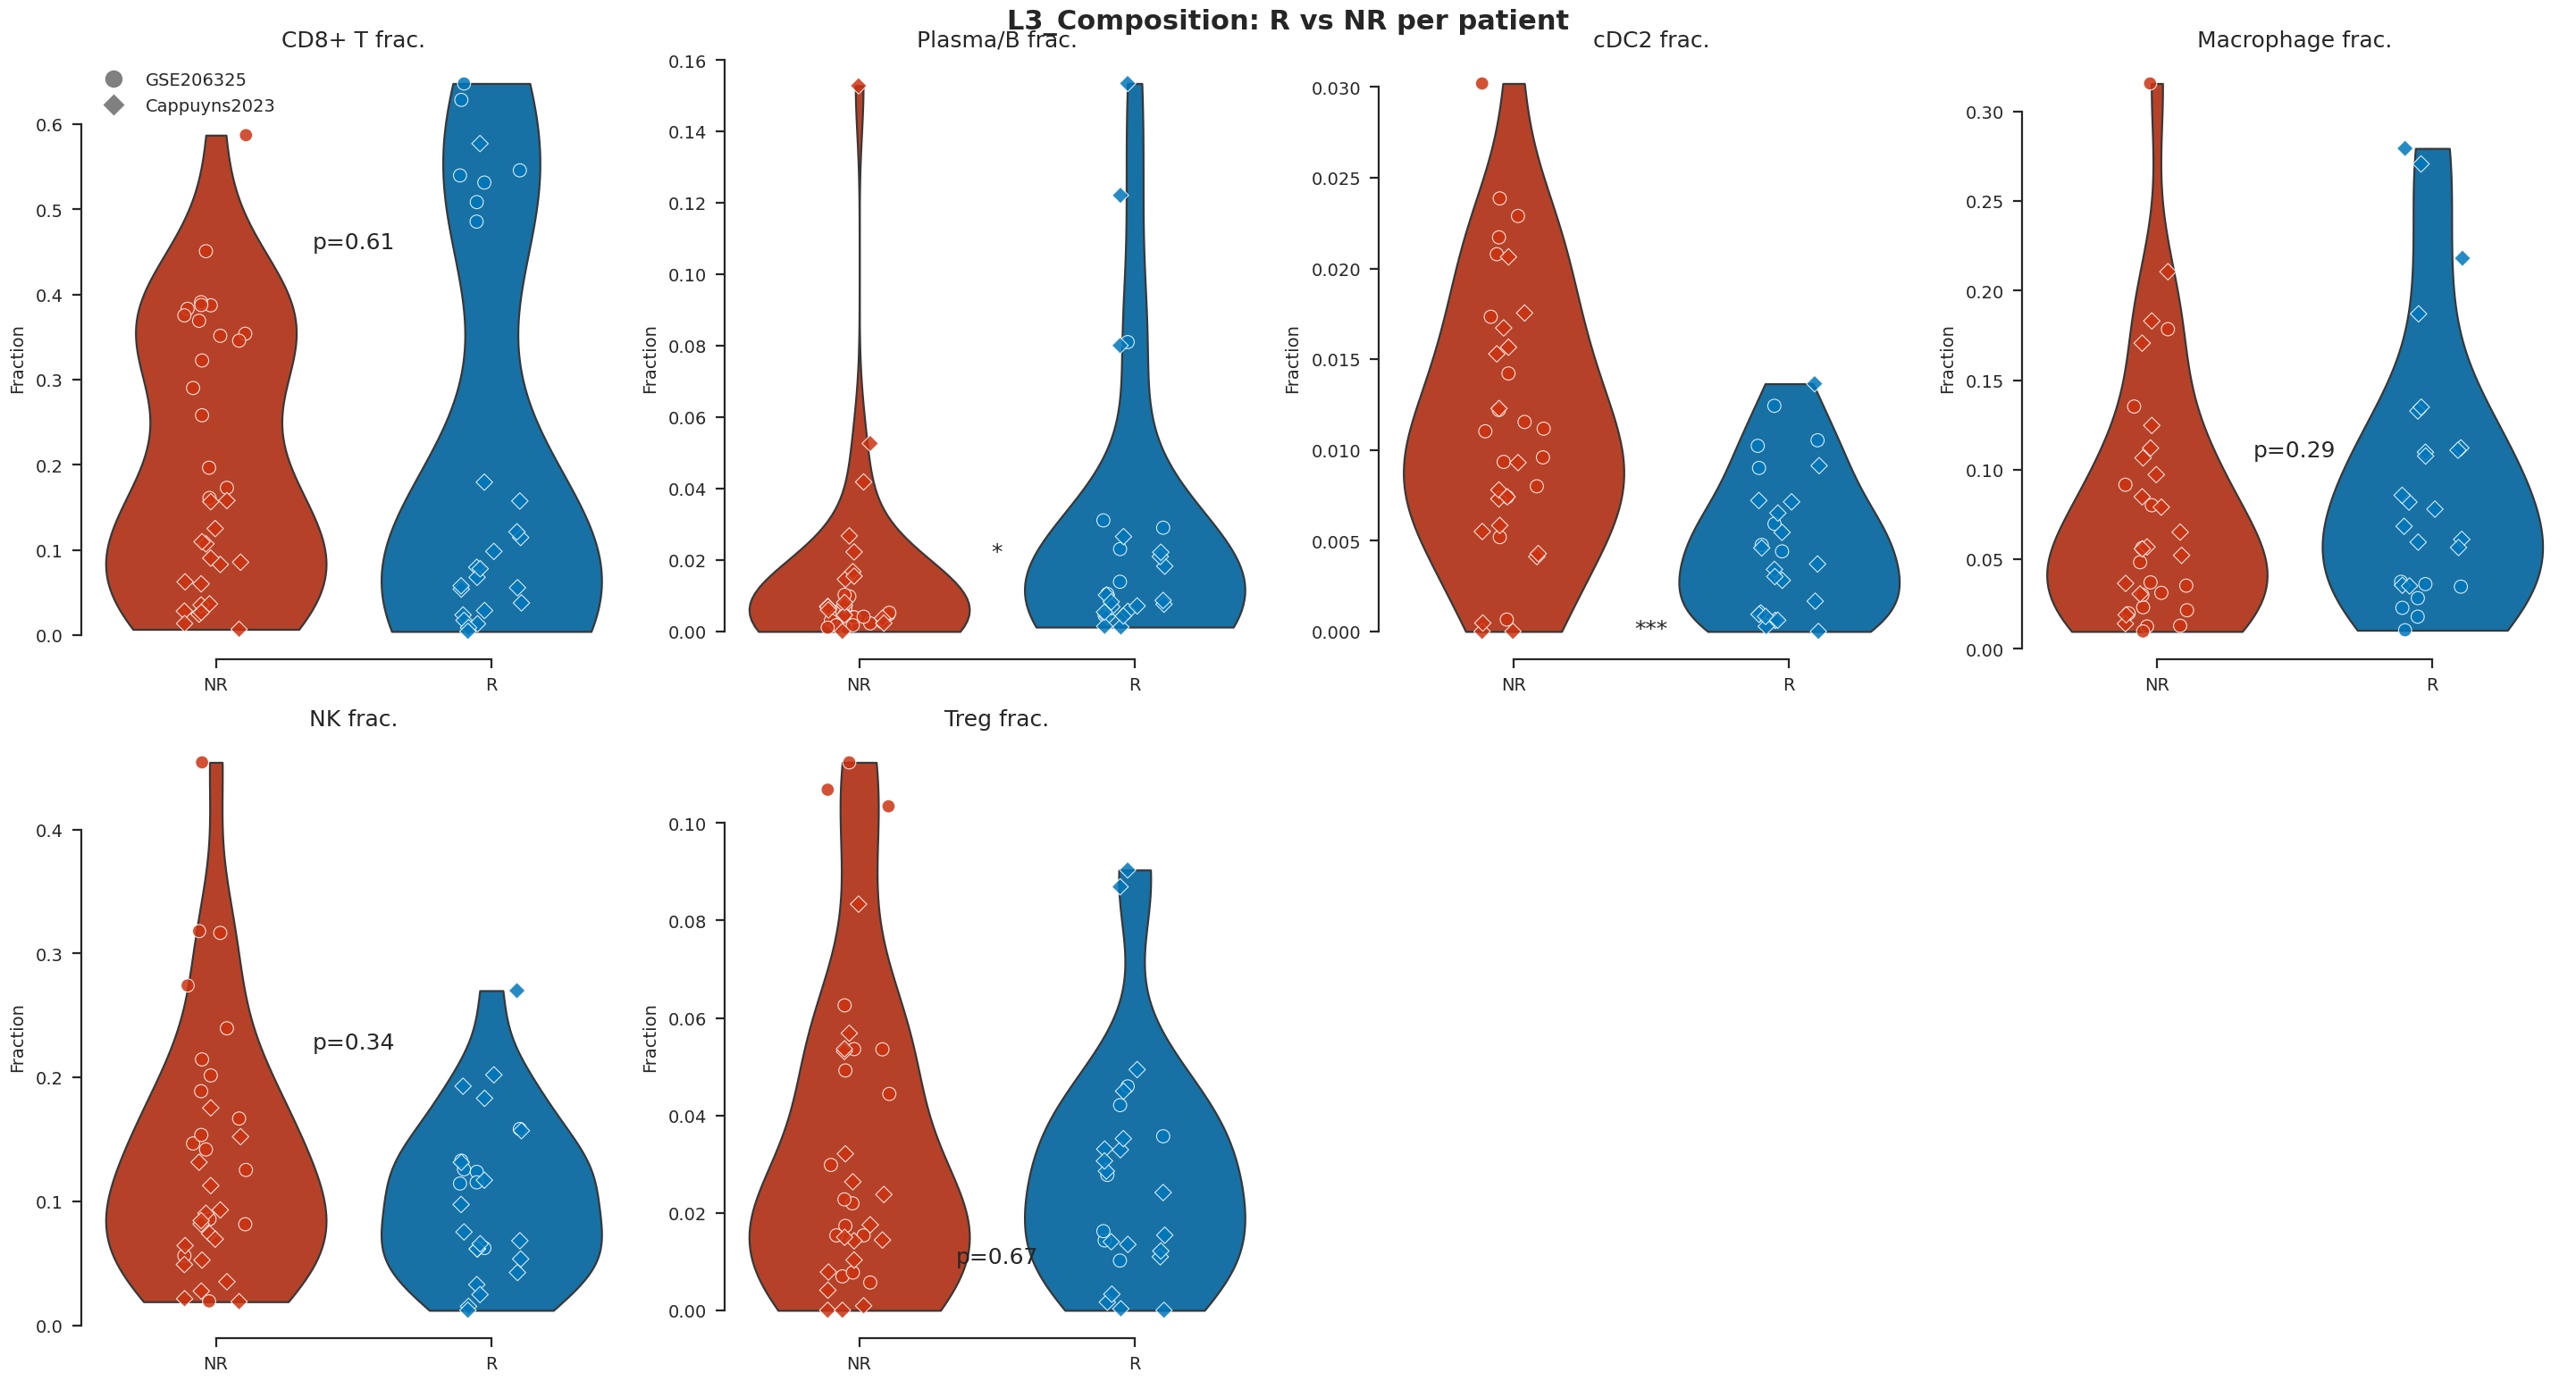 L3_Composition: R vs NR per patient
CD8+ T frac.
GSE206325
Cappuyns2023
Fraction
0.6
0.5
0.4
0.3
0.2
0.1
0.0
p=0.61
NR R
Plasma/B frac.
Fraction
0.16
0.14
0.12
0.10
0.08
0.06
0.04
0.02
0.00
*
NR R
cDC2 frac.
Fraction
0.030
0.025
0.020
0.015
0.010
0.005
0.000
***
NR R
Macrophage frac.
Fraction
0.30
0.25
0.20
0.15
0.10
0.05
0.00
p=0.29
NR R
NK frac.
Fraction
0.4
0.3
0.2
0.1
0.0
p=0.34
NR R
Treg frac.
Fraction
0.10
0.08
0.06
0.04
0.02
0.00
p=0.67
NR R